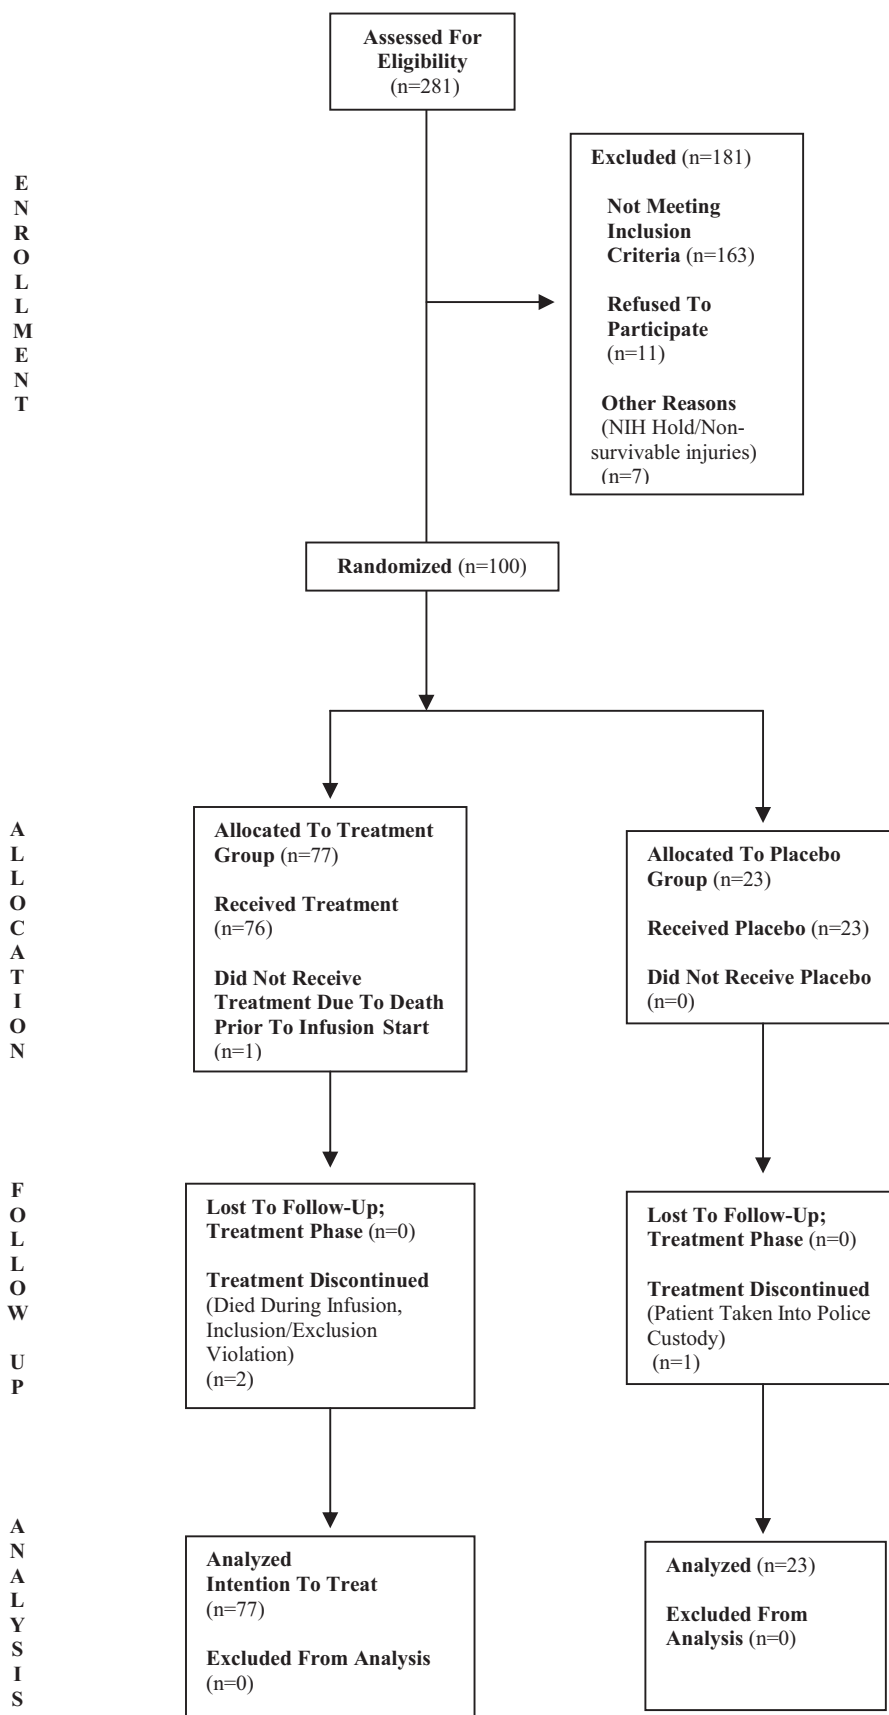 Assessed For
Eligibility
(n=281)
ENROLLMENT
Excluded (n=181)
Not Meeting
Inclusion
Criteria (n=163)
Refused To
Participate
(n=11)
Other Reasons
(NIH Hold/Non-
survivable injuries)
(n=7)
Randomized (n=100)
ALLOCATION
Allocated To Treatment
Group (n=77)
Received Treatment
(n=76)
Did Not Receive
Treatment Due To Death
Prior To Infusion Start
(n=1)
Allocated To Placebo
Group (n=23)
Received Placebo (n=23)
Did Not Receive Placebo
(n=0)
FOLLOW UP
Lost To Follow-Up;
Treatment Phase (n=0)
Treatment Discontinued
(Died During Infusion,
Inclusion/Exclusion
Violation)
(n=2)
Lost To Follow-Up;
Treatment Phase (n=0)
Treatment Discontinued
(Patient Taken Into Police
Custody)
(n=1)
ANALYSIS
Analyzed
Intention To Treat
(n=77)
Excluded From Analysis
(n=0)
Analyzed (n=23)
Excluded From
Analysis (n=0)